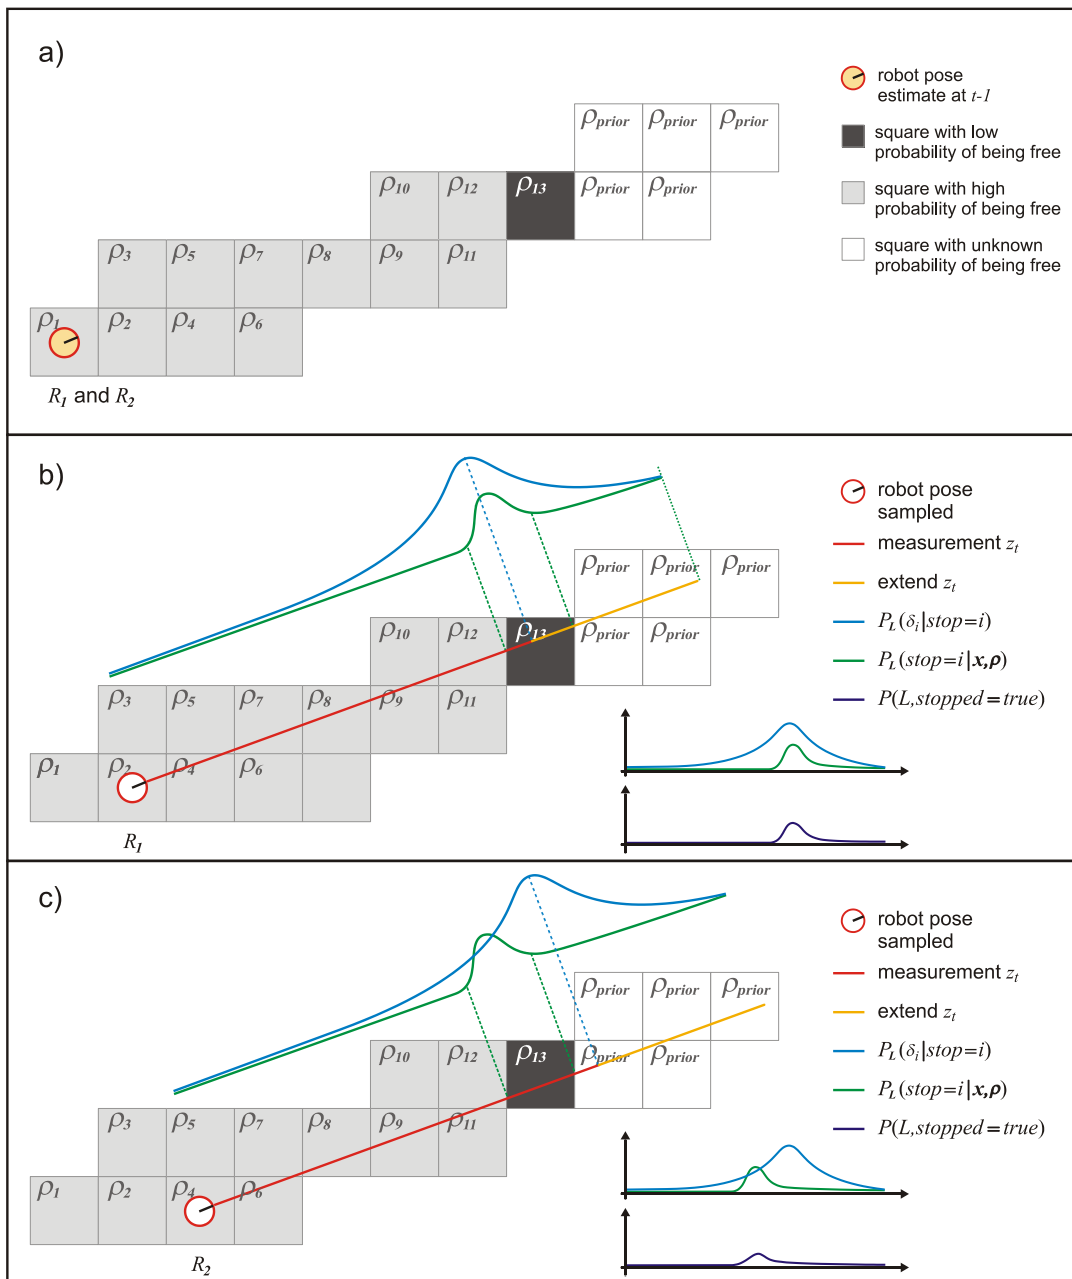 a)
robot pose
estimate at t-1
square with low
probability of being free
square with high
probability of being free
square with unknown
probability of being free
ρprior ρprior ρprior
ρ10 ρ12 ρ13 ρprior ρprior
ρ3 ρ5 ρ7 ρ8 ρ9 ρ11
ρ1 ρ2 ρ4 ρ6
R1 and R2
b)
robot pose
sampled
measurement zt
extend zt
PL(δi|stop=i)
PL(stop=i|x,ρ)
P(L,stopped=true)
ρprior ρprior ρprior
ρ10 ρ12 ρ13 ρprior ρprior
ρ3 ρ5 ρ7 ρ8 ρ9 ρ11
ρ1 ρ2 ρ4 ρ6
R1
c)
robot pose
sampled
measurement zt
extend zt
PL(δi|stop=i)
PL(stop=i|x,ρ)
P(L,stopped=true)
ρprior ρprior ρprior
ρ10 ρ12 ρ13 ρprior ρprior
ρ3 ρ5 ρ7 ρ8 ρ9 ρ11
ρ1 ρ2 ρ4 ρ6
R2